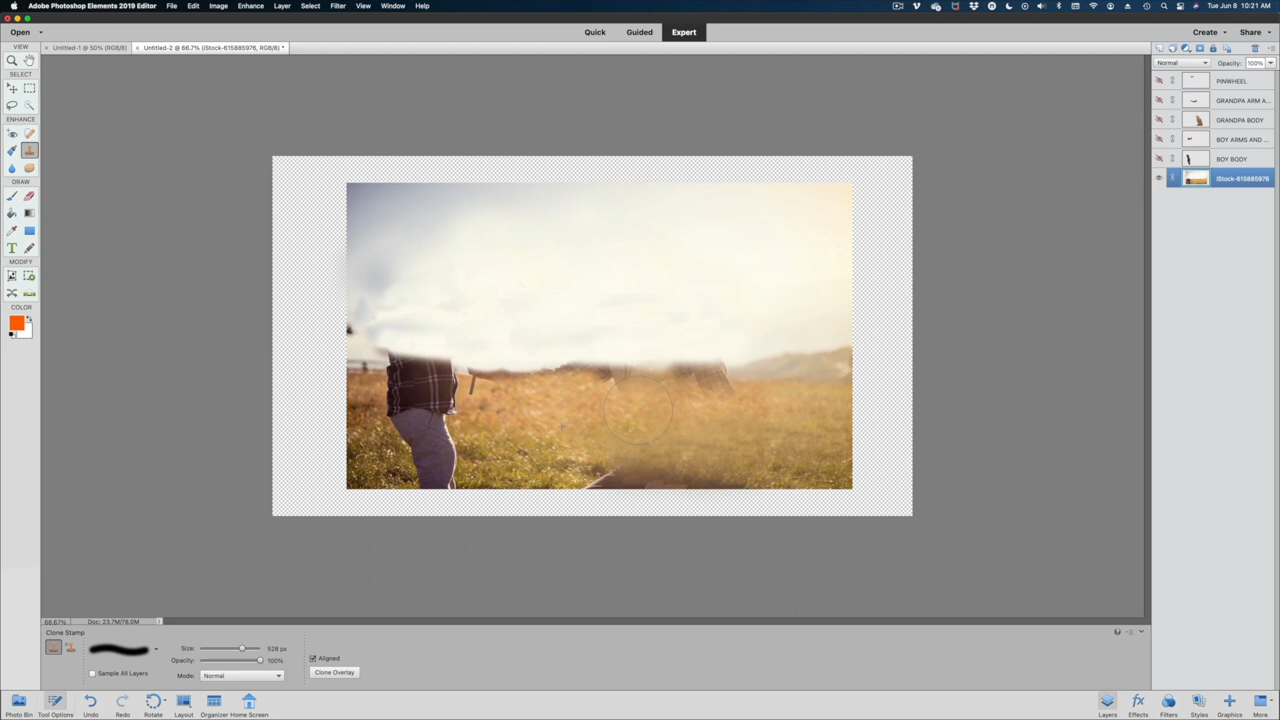 Adobe Photoshop Elements 2019 Editor File Edit Image Enhance Layer Select Filter View Window Help Tue Jun 8 10:21 AM
Open Quick Guided Expert Create Share
VIEW Untitled-1 @ 50% (RGB/8) Untitled-2 @ 66.7% (iStock-615885976, RGB/8) *
Normal Opacity: 100%
SELECT
PINWHEEL
GRANDPA ARM A...
ENHANCE
GRANDPA BODY
BOY ARMS AND ...
BOY BODY
iStock-615885976
DRAW
T
MODIFY
COLOR
66.67% Doc: 23.7M/78.0M
Clone Stamp
Size: 528 px
Opacity: 100%
Aligned
Sample All Layers Mode: Normal Clone Overlay
Photo Bin Tool Options Undo Redo Rotate Layout Organizer Home Screen Layers Effects Filters Styles Graphics More